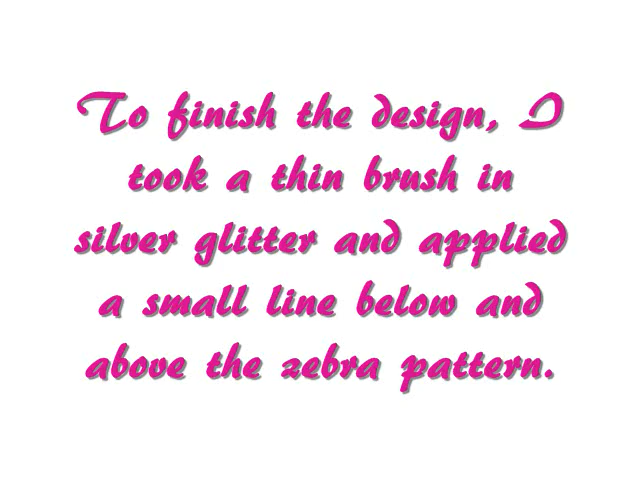 To finish the design, I
took a thin brush in
silver glitter and applied
a small line below and
above the zebra pattern.